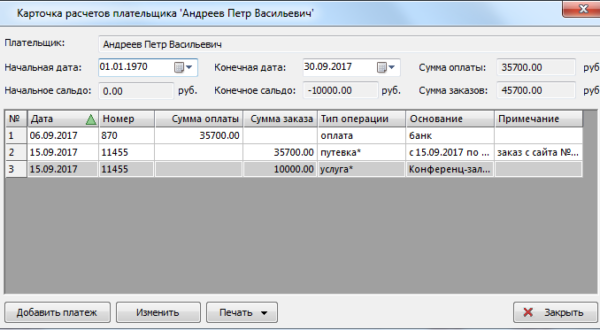 Карточка расчетов плательщика 'Андреев Петр Васильевич'
Плательщик: Андреев Петр Васильевич
Начальная дата: 01.01.1970 Конечная дата: 30.09.2017 Сумма оплаты: 35700.00 руб
Начальное сальдо: 0.00 руб. Конечное сальдо: -10000.00 руб. Сумма заказов: 45700.00 руб
№ Дата Номер Сумма оплаты Сумма заказа Тип операции Основание Примечание
1 06.09.2017 870 35700.00 оплата банк
2 15.09.2017 11455 35700.00 путевка* с 15.09.2017 по ... заказ с сайта №...
3 15.09.2017 11455 10000.00 услуга* Конференц-зал...
Добавить платеж Изменить Печать Закрыть